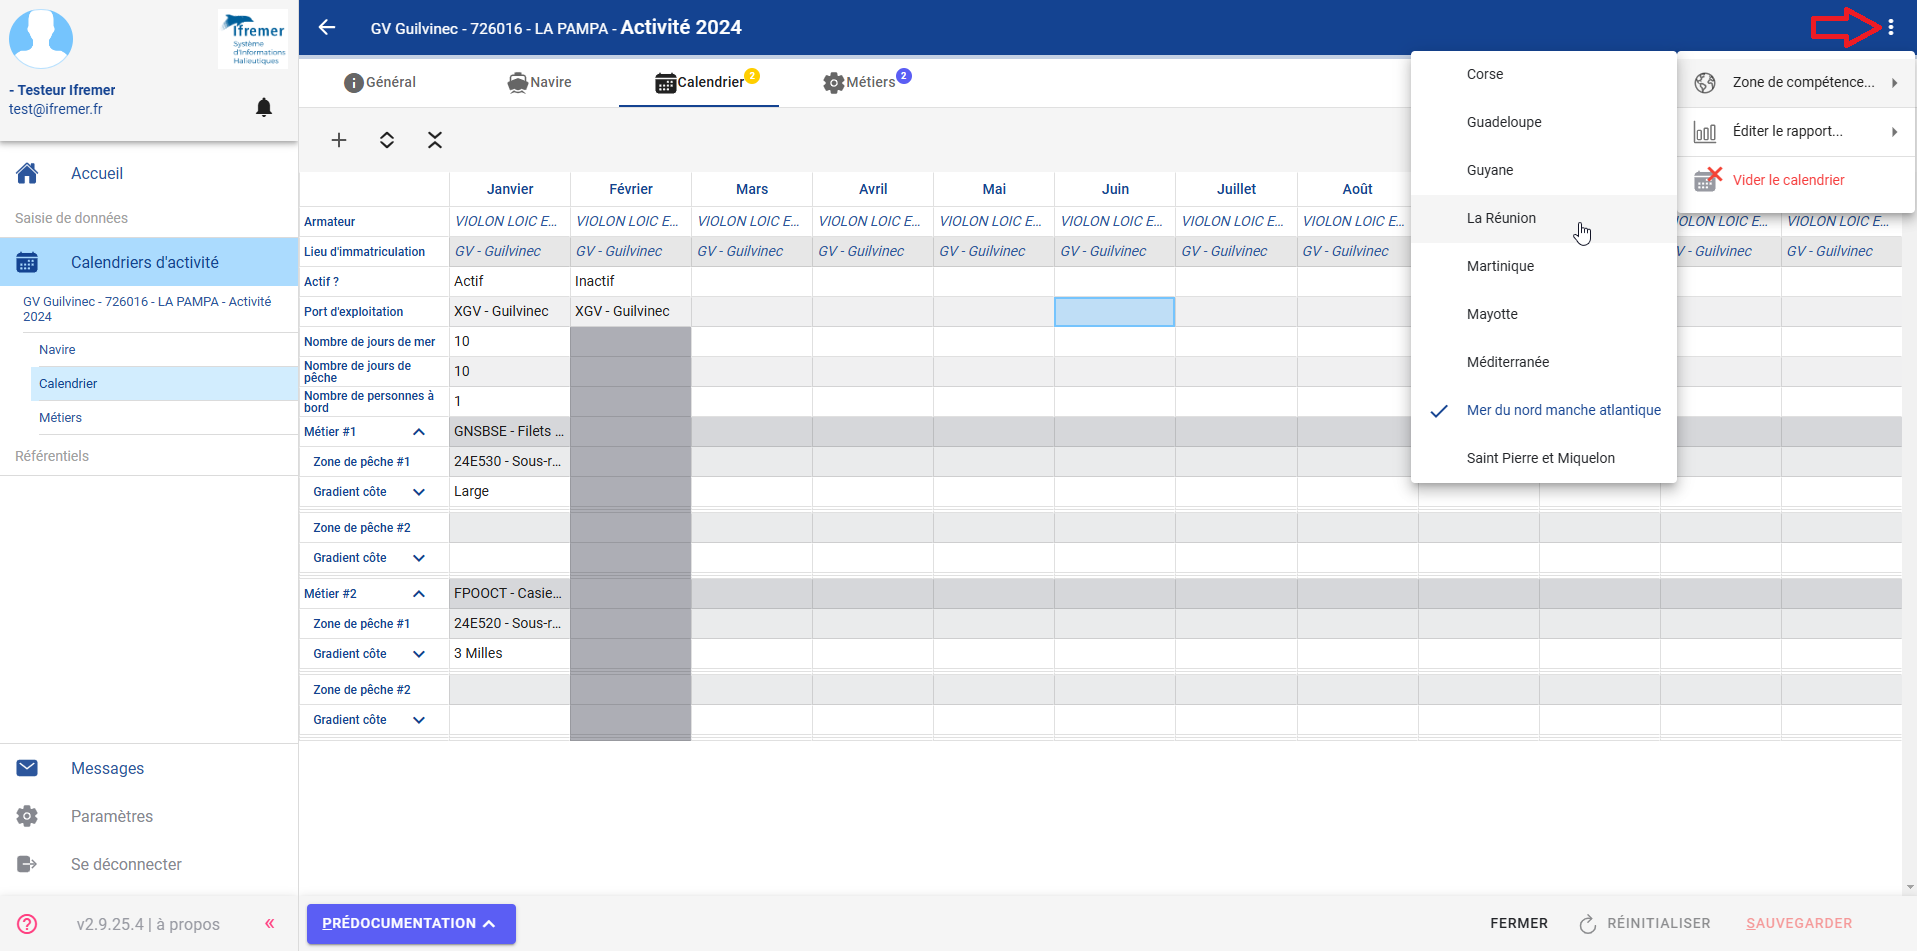 Ifremer
Système
d'Informations
Halieutiques
- Testeur Ifremer
test@ifremer.fr
Accueil
Saisie de données
Calendriers d'activité
GV Guilvinec - 726016 - LA PAMPA - Activité
2024
Navire
Calendrier
Métiers
Référentiels
Messages
Paramètres
Se déconnecter
v2.9.25.4 | à propos «
GV Guilvinec - 726016 - LA PAMPA - Activité 2024
Général Navire Calendrier 2 Métiers 2
Janvier Février Mars Avril Mai Juin Juillet Août
Armateur VIOLON LOIC E... VIOLON LOIC E... VIOLON LOIC E... VIOLON LOIC E... VIOLON LOIC E... VIOLON LOIC E... VIOLON LOIC E... VIOLON LOIC E... VIOLON LOIC E...
Lieu d'immatriculation GV - Guilvinec GV - Guilvinec GV - Guilvinec GV - Guilvinec GV - Guilvinec GV - Guilvinec GV - Guilvinec GV - Guilvinec V - Guilvinec GV - Guilvinec
Actif ? Actif Inactif
Port d'exploitation XGV - Guilvinec XGV - Guilvinec
Nombre de jours de mer 10
Nombre de jours de
pêche 10
Nombre de personnes à
bord 1
Métier #1 GNSBSE - Filets ...
Zone de pêche #1 24E530 - Sous-r...
Gradient côte Large
Zone de pêche #2
Gradient côte
Métier #2 FPOOCT - Casie...
Zone de pêche #1 24E520 - Sous-r...
Gradient côte 3 Milles
Zone de pêche #2
Gradient côte
Corse
Guadeloupe
Guyane
La Réunion
Martinique
Mayotte
Méditerranée
Mer du nord manche atlantique
Saint Pierre et Miquelon
Zone de compétence...
Éditer le rapport...
Vider le calendrier
PRÉDOCUMENTATION
FERMER RÉINITIALISER SAUVEGARDER